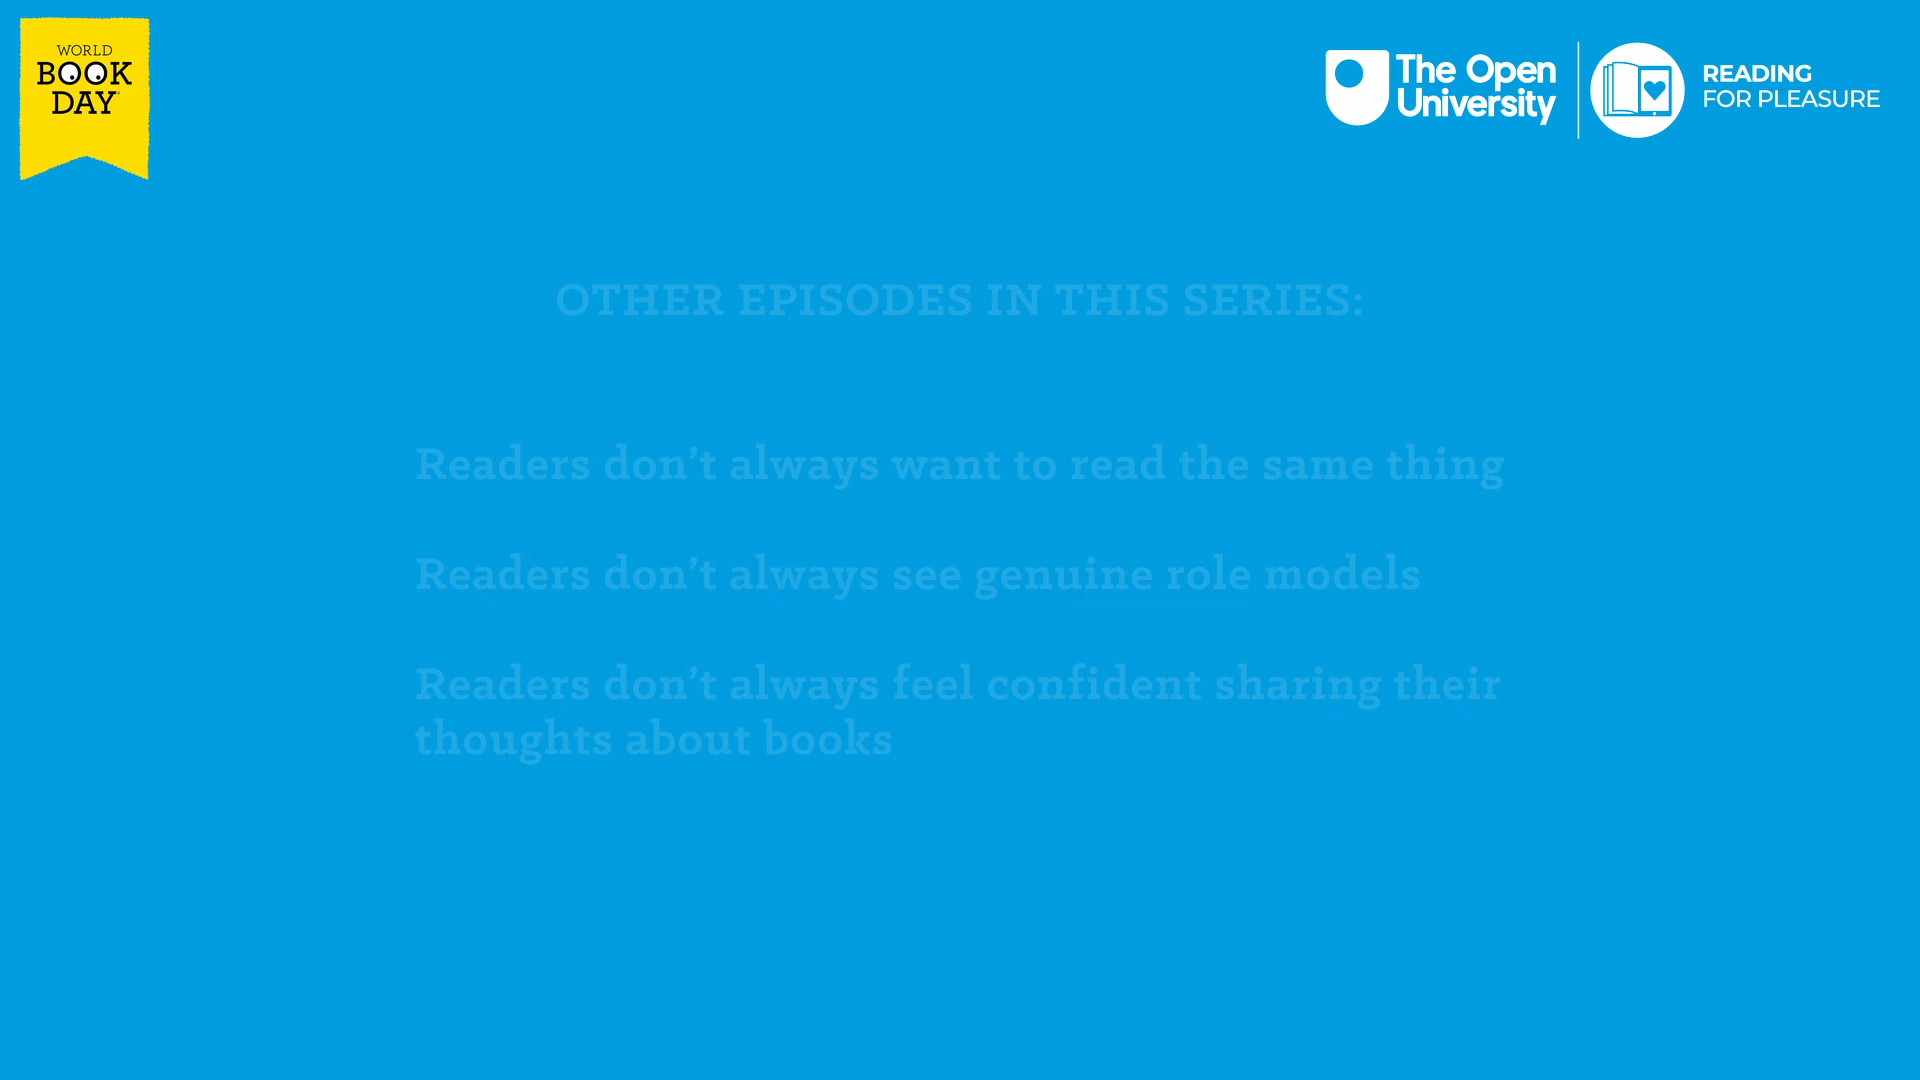 WORLD
BOOK
DAY
The Open
University
READING
FOR PLEASURE
OTHER EPISODES IN THIS SERIES:
Readers don’t always want to read the same thing
Readers don’t always see genuine role models
Readers don’t always feel confident sharing their
thoughts about books